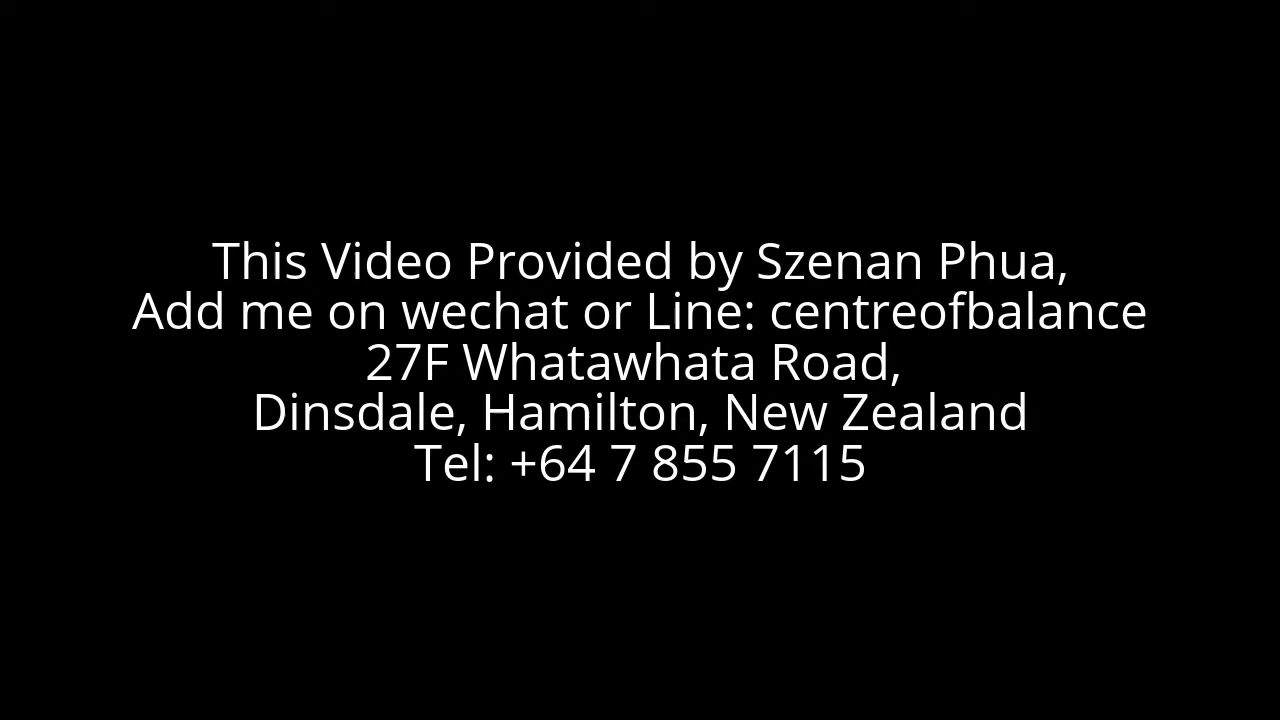 This Video Provided by Szenan Phua,
Add me on wechat or Line: centreofbalance
27F Whatawhata Road,
Dinsdale, Hamilton, New Zealand
Tel: +64 7 855 7115